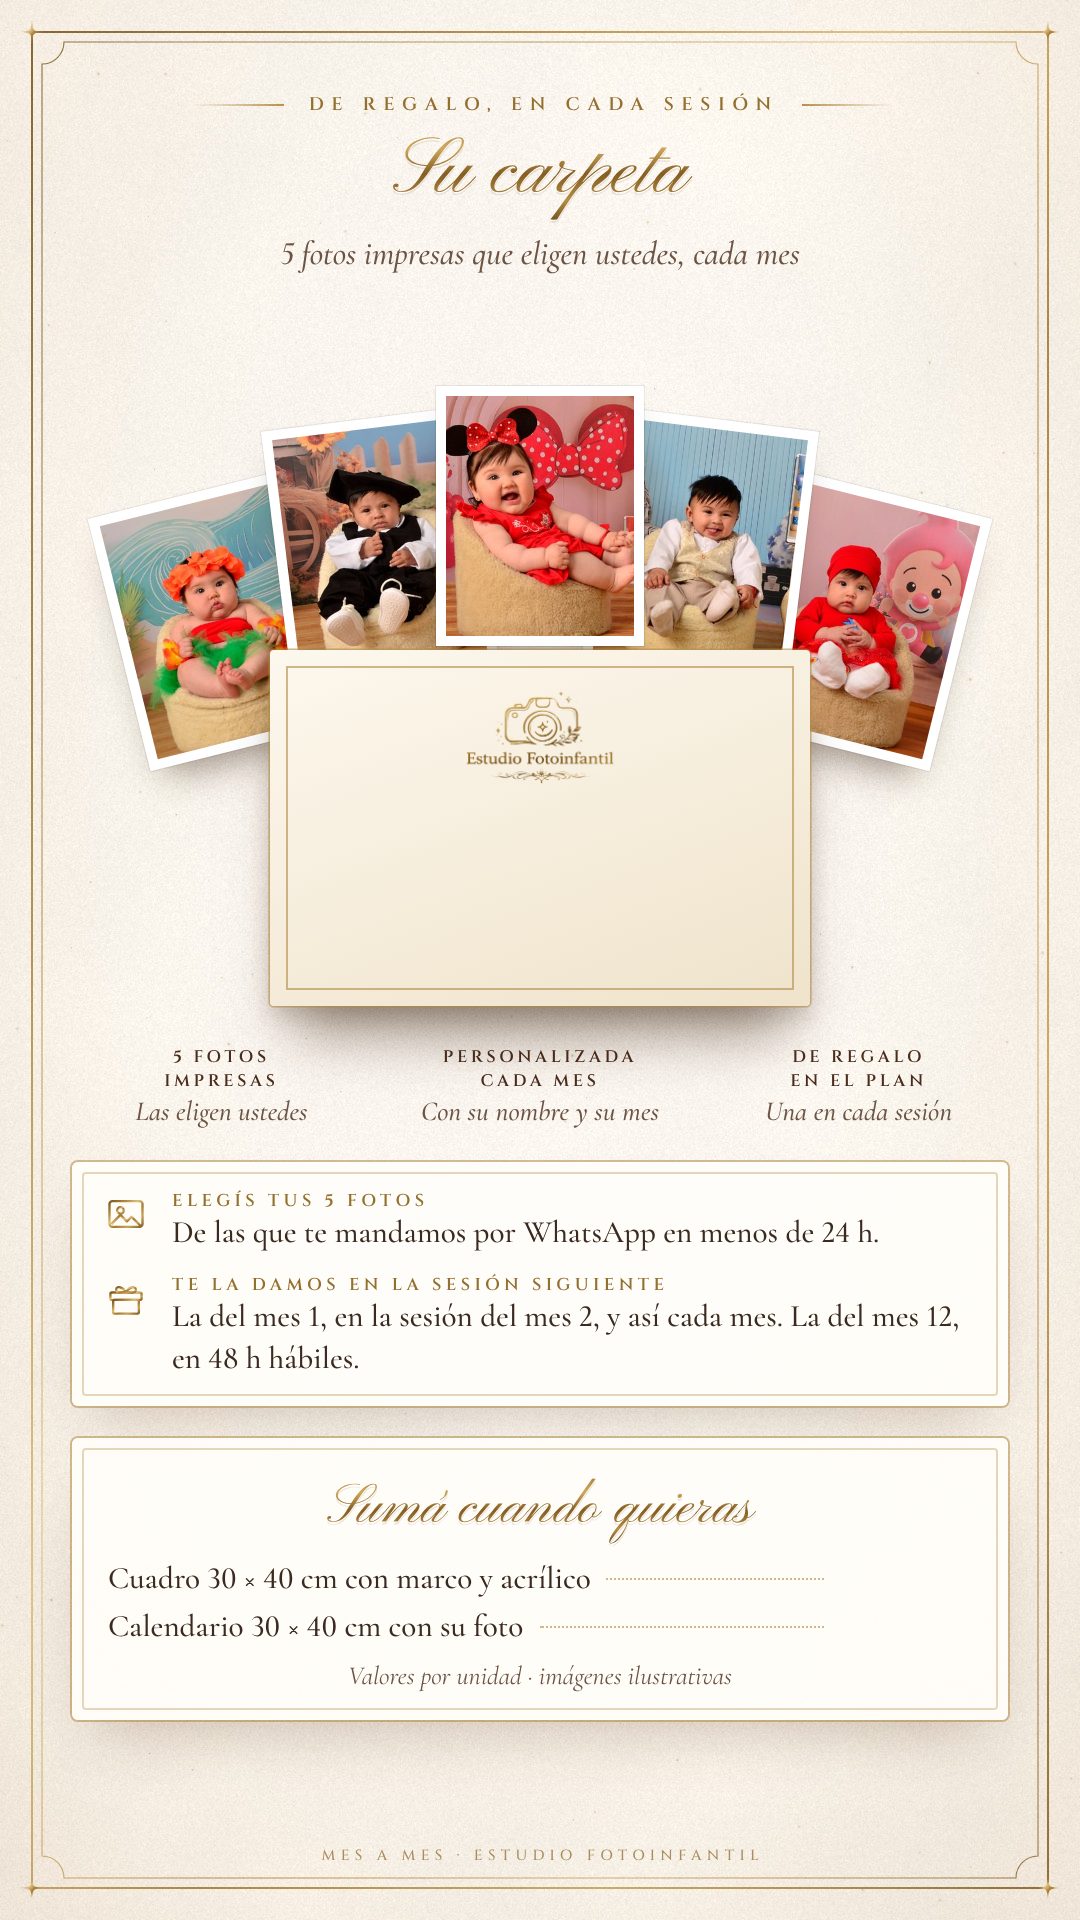 DE REGALO, EN CADA SESIÓN
Su carpeta
5 fotos impresas que eligen ustedes, cada mes
Estudio Fotoinfantil
5 FOTOS
IMPRESAS
Las eligen ustedes
PERSONALIZADA
CADA MES
Con su nombre y su mes
DE REGALO
EN EL PLAN
Una en cada sesión
ELEGÍS TUS 5 FOTOS
De las que te mandamos por WhatsApp en menos de 24 h.
TE LA DAMOS EN LA SESIÓN SIGUIENTE
La del mes 1, en la sesión del mes 2, y así cada mes. La del mes 12,
en 48 h hábiles.
Sumá cuando quieras
Cuadro 30 × 40 cm con marco y acrílico
Calendario 30 × 40 cm con su foto
Valores por unidad · imágenes ilustrativas
MES A MES · ESTUDIO FOTOINFANTIL